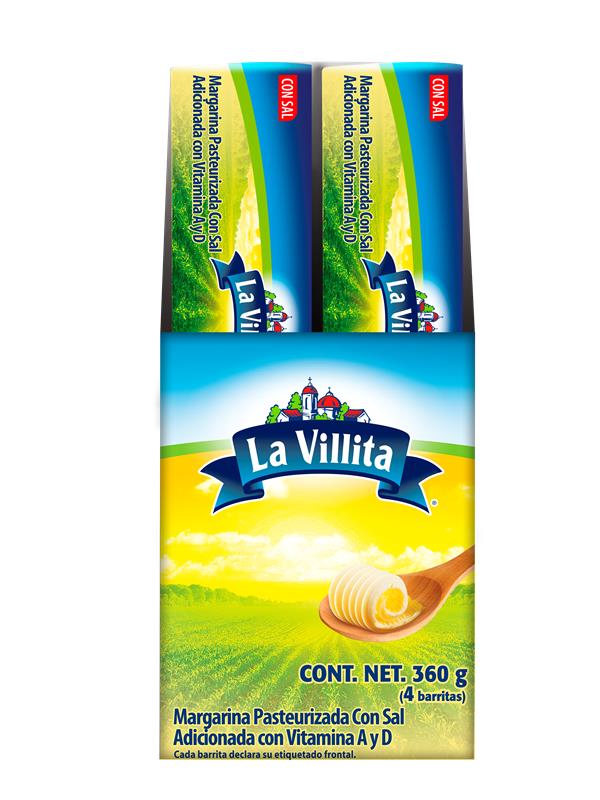 CON SAL
Margarina Pasteurizada Con Sal
Adicionada con Vitamina A y D
La Vi
CON SAL
Margarina Pasteurizada Con Sal
Adicionada con Vitamina A y D
La Vi
La Villita
®
CONT. NET. 360 g
(4 barritas)
Margarina Pasteurizada Con Sal
Adicionada con Vitamina A y D
Cada barrita declara su etiquetado frontal.